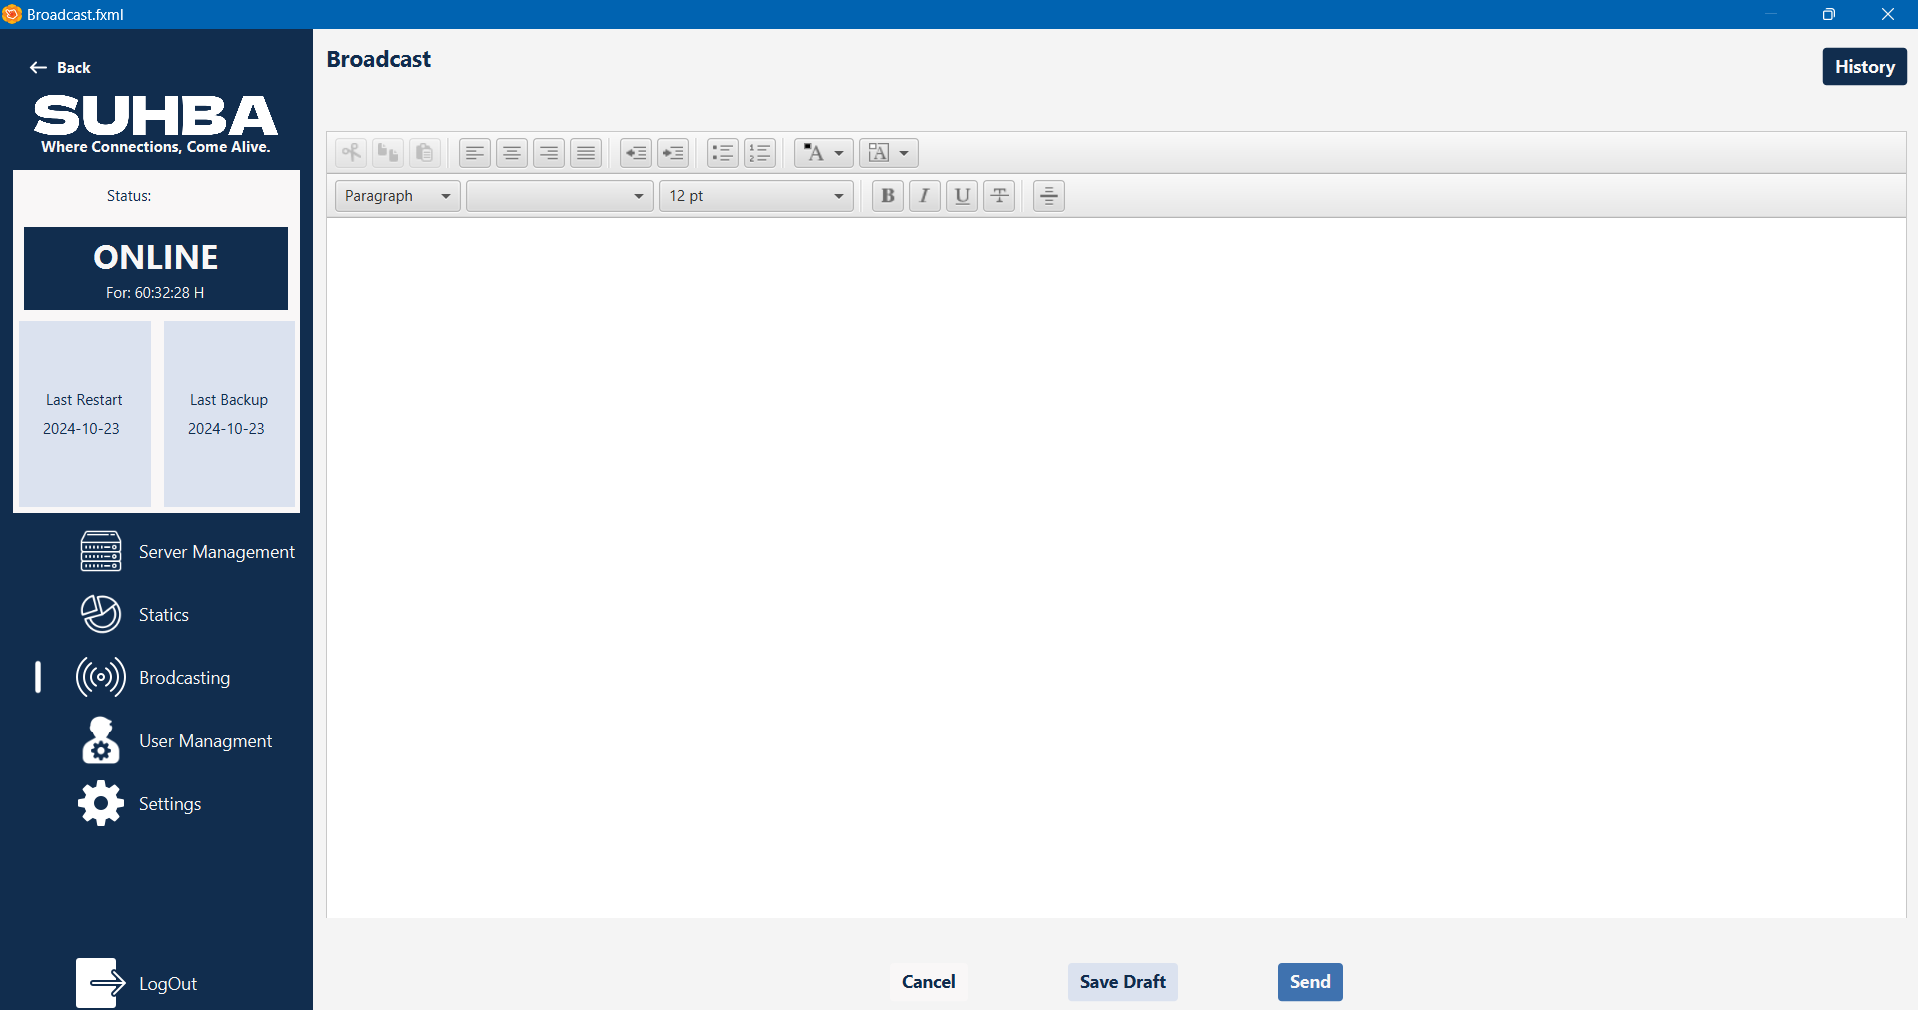 Broadcast.fxml
Back
SUHBA
Where Connections, Come Alive.
Status:
ONLINE
For: 60:32:28 H
Last Restart
2024-10-23
Last Backup
2024-10-23
Server Management
Statics
Brodcasting
User Managment
Settings
LogOut
Broadcast
History
Paragraph
12 pt
Cancel
Save Draft
Send